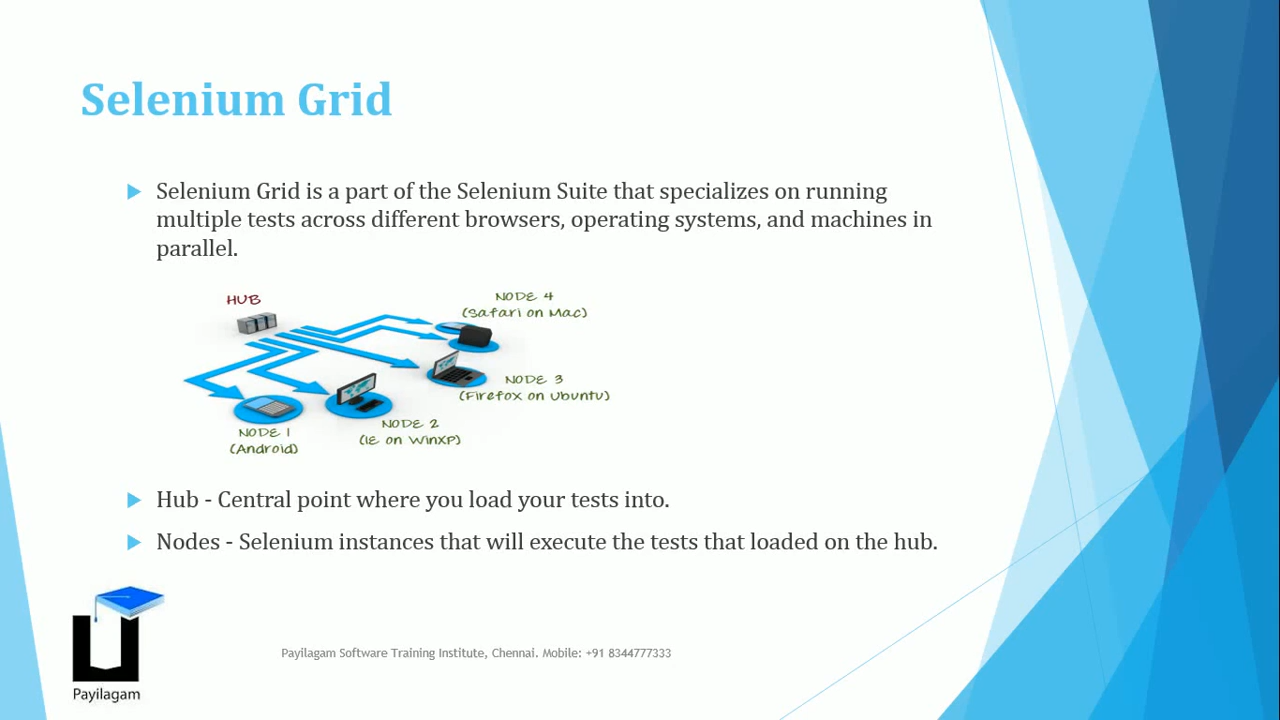 Selenium Grid
Selenium Grid is a part of the Selenium Suite that specializes on running
multiple tests across different browsers, operating systems, and machines in
parallel.
HUB
NODE 4
(Safari on Mac)
NODE 3
(Firefox on Ubuntu)
NODE 2
(IE on WinXP)
NODE 1
(Android)
Hub - Central point where you load your tests into.
Nodes - Selenium instances that will execute the tests that loaded on the hub.
Payilagam Software Training Institute, Chennai. Mobile: +91 8344777333
Payilagam